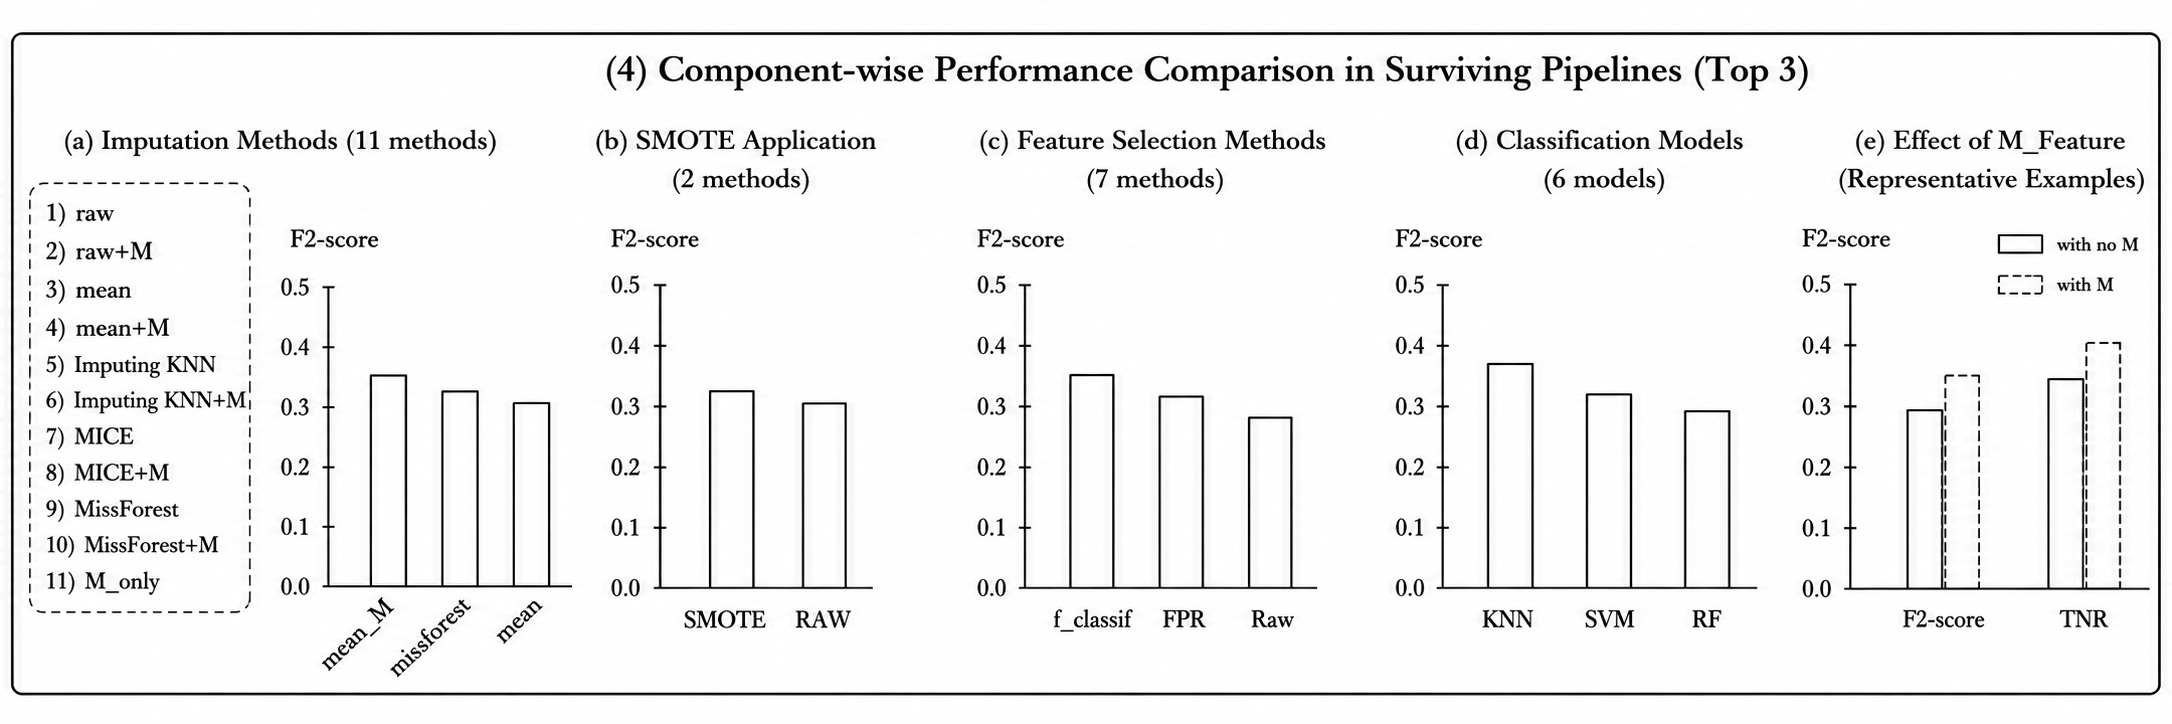 (4) Component-wise Performance Comparison in Surviving Pipelines (Top 3)
(a) Imputation Methods (11 methods)
1) raw
2) raw+M
3) mean
4) mean+M
5) Imputing KNN
6) Imputing KNN+M
7) MICE
8) MICE+M
9) MissForest
10) MissForest+M
11) M_only
F2-score
0.5
0.4
0.3
0.2
0.1
0.0
mean_M
missforest
mean
(b) SMOTE Application
(2 methods)
F2-score
0.5
0.4
0.3
0.2
0.1
0.0
SMOTE
RAW
(c) Feature Selection Methods
(7 methods)
F2-score
0.5
0.4
0.3
0.2
0.1
0.0
f_classif
FPR
Raw
(d) Classification Models
(6 models)
F2-score
0.5
0.4
0.3
0.2
0.1
0.0
KNN
SVM
RF
(e) Effect of M_Feature
(Representative Examples)
F2-score
with no M
with M
0.5
0.4
0.3
0.2
0.1
0.0
F2-score
TNR